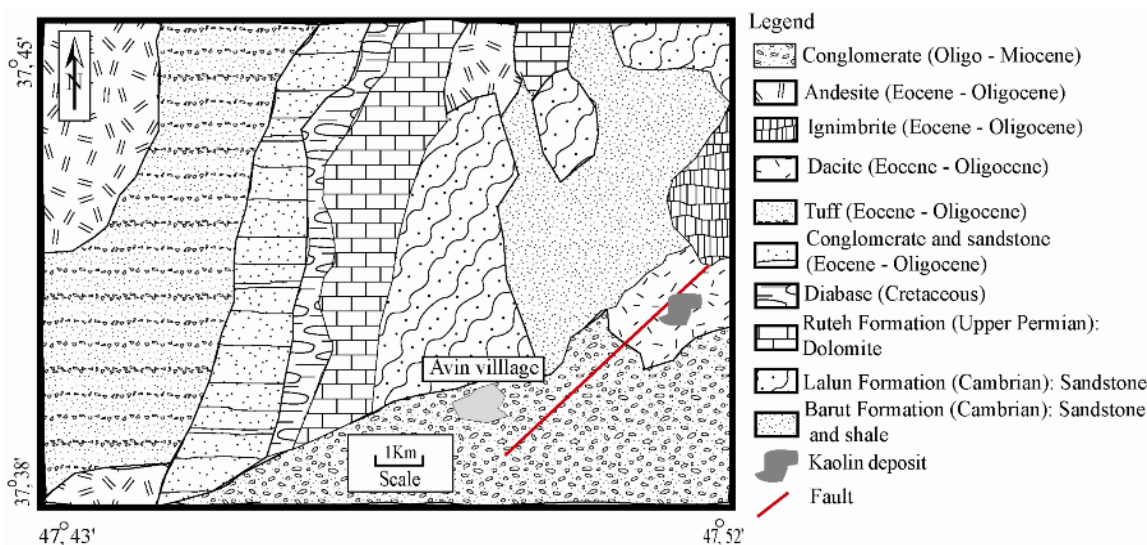 37°45'
N
Avin villlage
1Km
Scale
37°38'
47°43'
47°52'
Legend
Conglomerate (Oligo - Miocene)
Andesite (Eocene - Oligocene)
Ignimbrite (Eocene - Oligocene)
Dacite (Eocene - Oligocene)
Tuff (Eocene - Oligocene)
Conglomerate and sandstone
(Eocene - Oligocene)
Diabase (Cretaceous)
Ruteh Formation (Upper Permian):
Dolomite
Lalun Formation (Cambrian): Sandstone
Barut Formation (Cambrian): Sandstone
and shale
Kaolin deposit
Fault